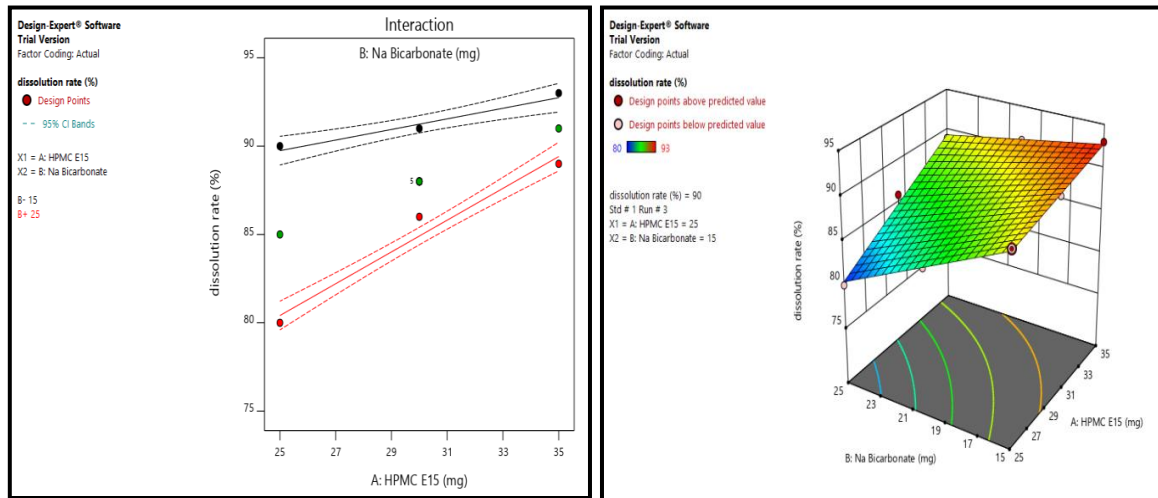 Design-Expert® Software
Trial Version
Factor Coding: Actual
dissolution rate (%)
Design Points
95% CI Bands
X1 = A: HPMC E15
X2 = B: Na Bicarbonate
B- 15
B+ 25
Interaction
B: Na Bicarbonate (mg)
dissolution rate (%)
95
90
85
80
75
5
25 27 29 31 33 35
A: HPMC E15 (mg)
Design-Expert® Software
Trial Version
Factor Coding: Actual
dissolution rate (%)
Design points above predicted value
Design points below predicted value
80 93
dissolution rate (%) = 90
Std # 1 Run # 3
X1 = A: HPMC E15 = 25
X2 = B: Na Bicarbonate = 15
dissolution rate (%)
95
90
85
80
75
25 23 21 19 17 15
B: Na Bicarbonate (mg)
25 27 29 31 33 35
A: HPMC E15 (mg)